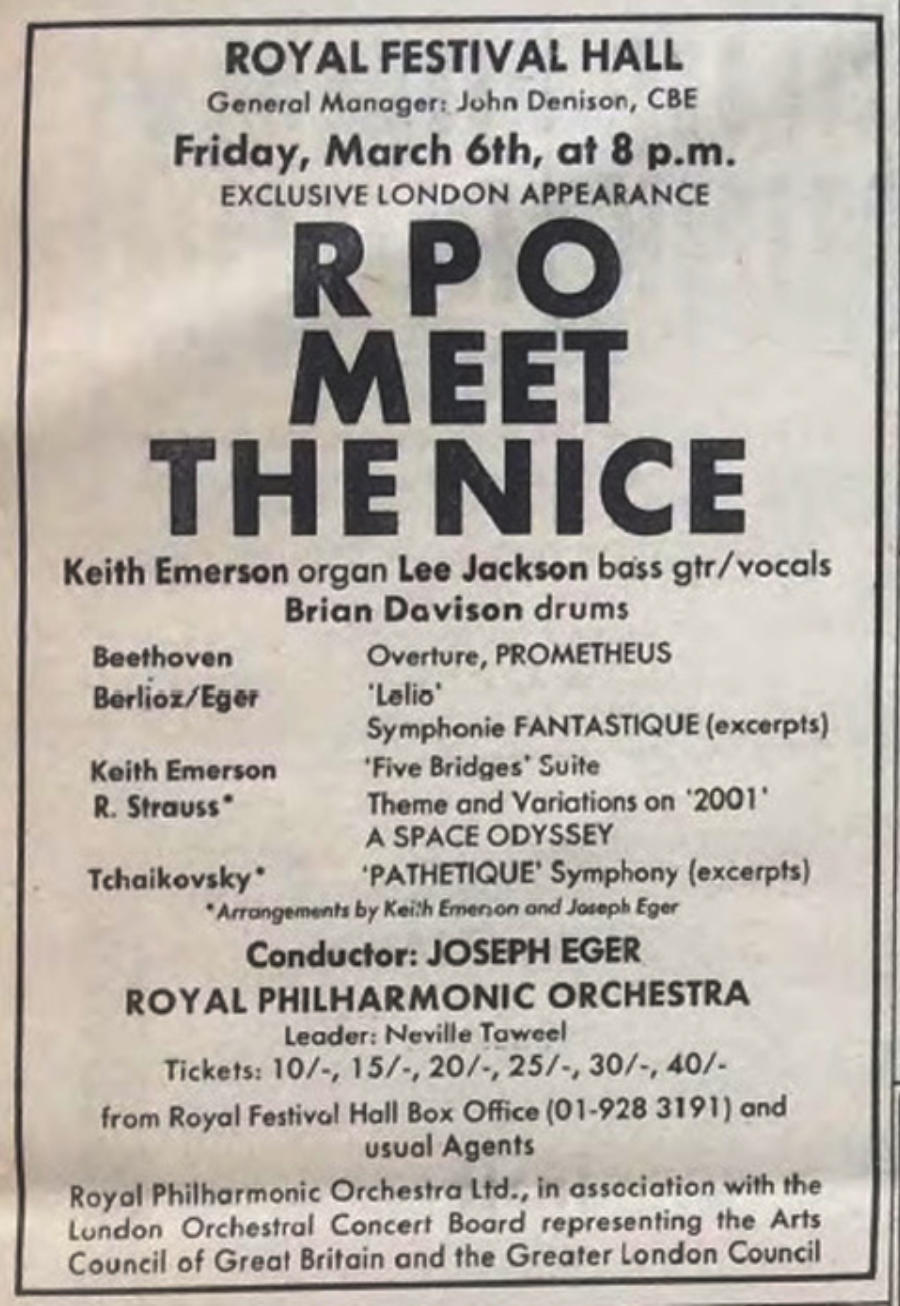 ROYAL FESTIVAL HALL
General Manager: John Denison, CBE
Friday, March 6th, at 8 p.m.
EXCLUSIVE LONDON APPEARANCE
RPO
MEET
THE NICE
Keith Emerson organ Lee Jackson bass gtr/vocals
Brian Davison drums
Beethoven Overture, PROMETHEUS
Berlioz/Eger 'Lelio'
Symphonie FANTASTIQUE (excerpts)
Keith Emerson 'Five Bridges' Suite
R. Strauss* Theme and Variations on '2001'
A SPACE ODYSSEY
Tchaikovsky* 'PATHETIQUE' Symphony (excerpts)
*Arrangements by Keith Emerson and Joseph Eger
Conductor: JOSEPH EGER
ROYAL PHILHARMONIC ORCHESTRA
Leader: Neville Taweel
Tickets: 10/-, 15/-, 20/-, 25/-, 30/-, 40/-
from Royal Festival Hall Box Office (01-928 3191) and
usual Agents
Royal Philharmonic Orchestra Ltd., in association with the
London Orchestral Concert Board representing the Arts
Council of Great Britain and the Greater London Council